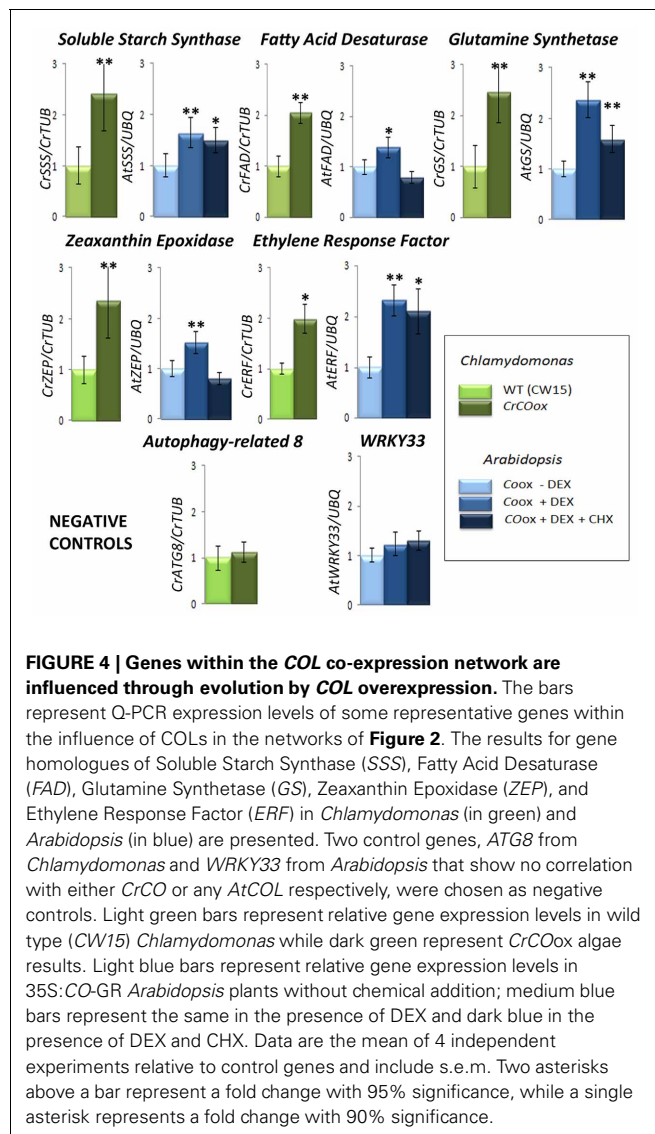 Soluble Starch Synthase Fatty Acid Desaturase Glutamine Synthetase
CrSSS/CrTUB 0 1 2 3 **
AtSSS/UBQ 0 1 2 3 ** *
CrFAD/CrTUB 0 1 2 3 **
AtFAD/UBQ 0 1 2 3 *
CrGS/CrTUB 0 1 2 3 **
AtGS/UBQ 0 1 2 3 ** **
Zeaxanthin Epoxidase Ethylene Response Factor
CrZEP/CrTUB 0 1 2 3 **
AtZEP/UBQ 0 1 2 3 **
CrERF/CrTUB 0 1 2 3 *
AtERF/UBQ 0 1 2 3 ** *
Chlamydomonas
WT (CW15)
CrCOox
Arabidopsis
Coox - DEX
Coox + DEX
COox + DEX + CHX
Autophagy-related 8 WRKY33
NEGATIVE
CONTROLS
CrATG8/CrTUB 0 1 2 3
AtWRKY33/UBQ 0 1 2 3
FIGURE 4 | Genes within the COL co-expression network are
influenced through evolution by COL overexpression. The bars
represent Q-PCR expression levels of some representative genes within
the influence of COLs in the networks of Figure 2. The results for gene
homologues of Soluble Starch Synthase (SSS), Fatty Acid Desaturase
(FAD), Glutamine Synthetase (GS), Zeaxanthin Epoxidase (ZEP), and
Ethylene Response Factor (ERF) in Chlamydomonas (in green) and
Arabidopsis (in blue) are presented. Two control genes, ATG8 from
Chlamydomonas and WRKY33 from Arabidopsis that show no correlation
with either CrCO or any AtCOL respectively, were chosen as negative
controls. Light green bars represent relative gene expression levels in wild
type (CW15) Chlamydomonas while dark green represent CrCOox algae
results. Light blue bars represent relative gene expression levels in
35S:CO-GR Arabidopsis plants without chemical addition; medium blue
bars represent the same in the presence of DEX and dark blue in the
presence of DEX and CHX. Data are the mean of 4 independent
experiments relative to control genes and include s.e.m. Two asterisks
above a bar represent a fold change with 95% significance, while a single
asterisk represents a fold change with 90% significance.